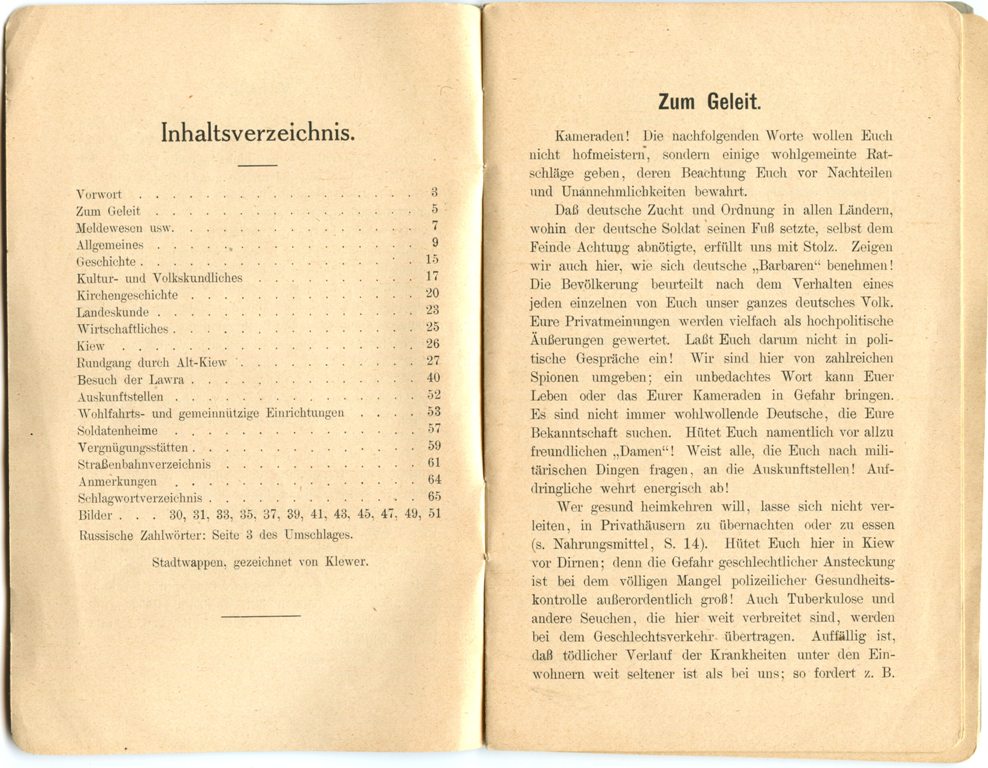 Inhaltsverzeichnis.
Vorwort . . . . . . . . . . . . . 3
Zum Geleit . . . . . . . . . . . . 5
Meldewesen usw. . . . . . . . . . . 7
Allgemeines . . . . . . . . . . . . 9
Geschichte . . . . . . . . . . . . 15
Kultur- und Volkskundliches . . . . . . . 17
Kirchengeschichte . . . . . . . . . . 20
Landeskunde . . . . . . . . . . . . 23
Wirtschaftliches . . . . . . . . . . . 25
Kiew . . . . . . . . . . . . . . 26
Rundgang durch Alt-Kiew . . . . . . . . 27
Besuch der Lawra . . . . . . . . . . 40
Auskunftstellen . . . . . . . . . . . 52
Wohlfahrts- und gemeinnützige Einrichtungen . . . . 53
Soldatenheime . . . . . . . . . . . 57
Vergnügungsstätten . . . . . . . . . . 59
Straßenbahnverzeichnis . . . . . . . . . 61
Anmerkungen . . . . . . . . . . . 64
Schlagwortverzeichnis . . . . . . . . . 65
Bilder . . . 30, 31, 33, 35, 37, 39, 41, 43, 45, 47, 49, 51
Russische Zahlwörter: Seite 3 des Umschlages.
Stadtwappen, gezeichnet von Klewer.
Zum Geleit.
Kameraden! Die nachfolgenden Worte wollen Euch
nicht hofmeistern, sondern einige wohlgemeinte Rat-
schläge geben, deren Beachtung Euch vor Nachteilen
und Unannehmlichkeiten bewahrt.
Daß deutsche Zucht und Ordnung in allen Ländern,
wohin der deutsche Soldat seinen Fuß setzte, selbst dem
Feinde Achtung abnötigte, erfüllt uns mit Stolz. Zeigen
wir auch hier, wie sich deutsche „Barbaren“ benehmen!
Die Bevölkerung beurteilt nach dem Verhalten eines
jeden einzelnen von Euch unser ganzes deutsches Volk.
Eure Privatmeinungen werden vielfach als hochpolitische
Äußerungen gewertet. Laßt Euch darum nicht in poli-
tische Gespräche ein! Wir sind hier von zahlreichen
Spionen umgeben; ein unbedachtes Wort kann Euer
Leben oder das Eurer Kameraden in Gefahr bringen.
Es sind nicht immer wohlwollende Deutsche, die Eure
Bekanntschaft suchen. Hütet Euch namentlich vor allzu
freundlichen „Damen“! Weist alle, die Euch nach mili-
tärischen Dingen fragen, an die Auskunftstellen! Auf-
dringliche wehrt energisch ab!
Wer gesund heimkehren will, lasse sich nicht ver-
leiten, in Privathäusern zu übernachten oder zu essen
(s. Nahrungsmittel, S. 14). Hütet Euch hier in Kiew
vor Dirnen; denn die Gefahr geschlechtlicher Ansteckung
ist bei dem völligen Mangel polizeilicher Gesundheits-
kontrolle außerordentlich groß! Auch Tuberkulose und
andere Seuchen, die hier weit verbreitet sind, werden
bei dem Geschlechtsverkehr übertragen. Auffällig ist,
daß tödlicher Verlauf der Krankheiten unter den Ein-
wohnern weit seltener ist als bei uns; so fordert z. B.